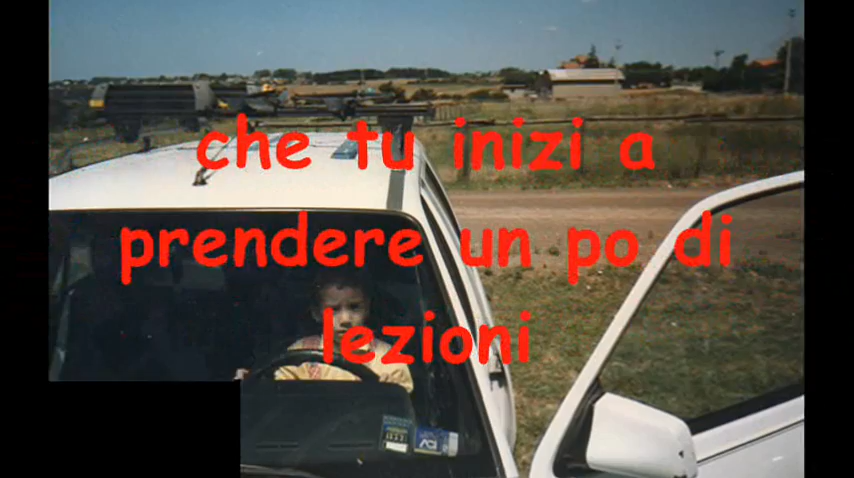 che tu inizi a
prendere un po di
lezioni